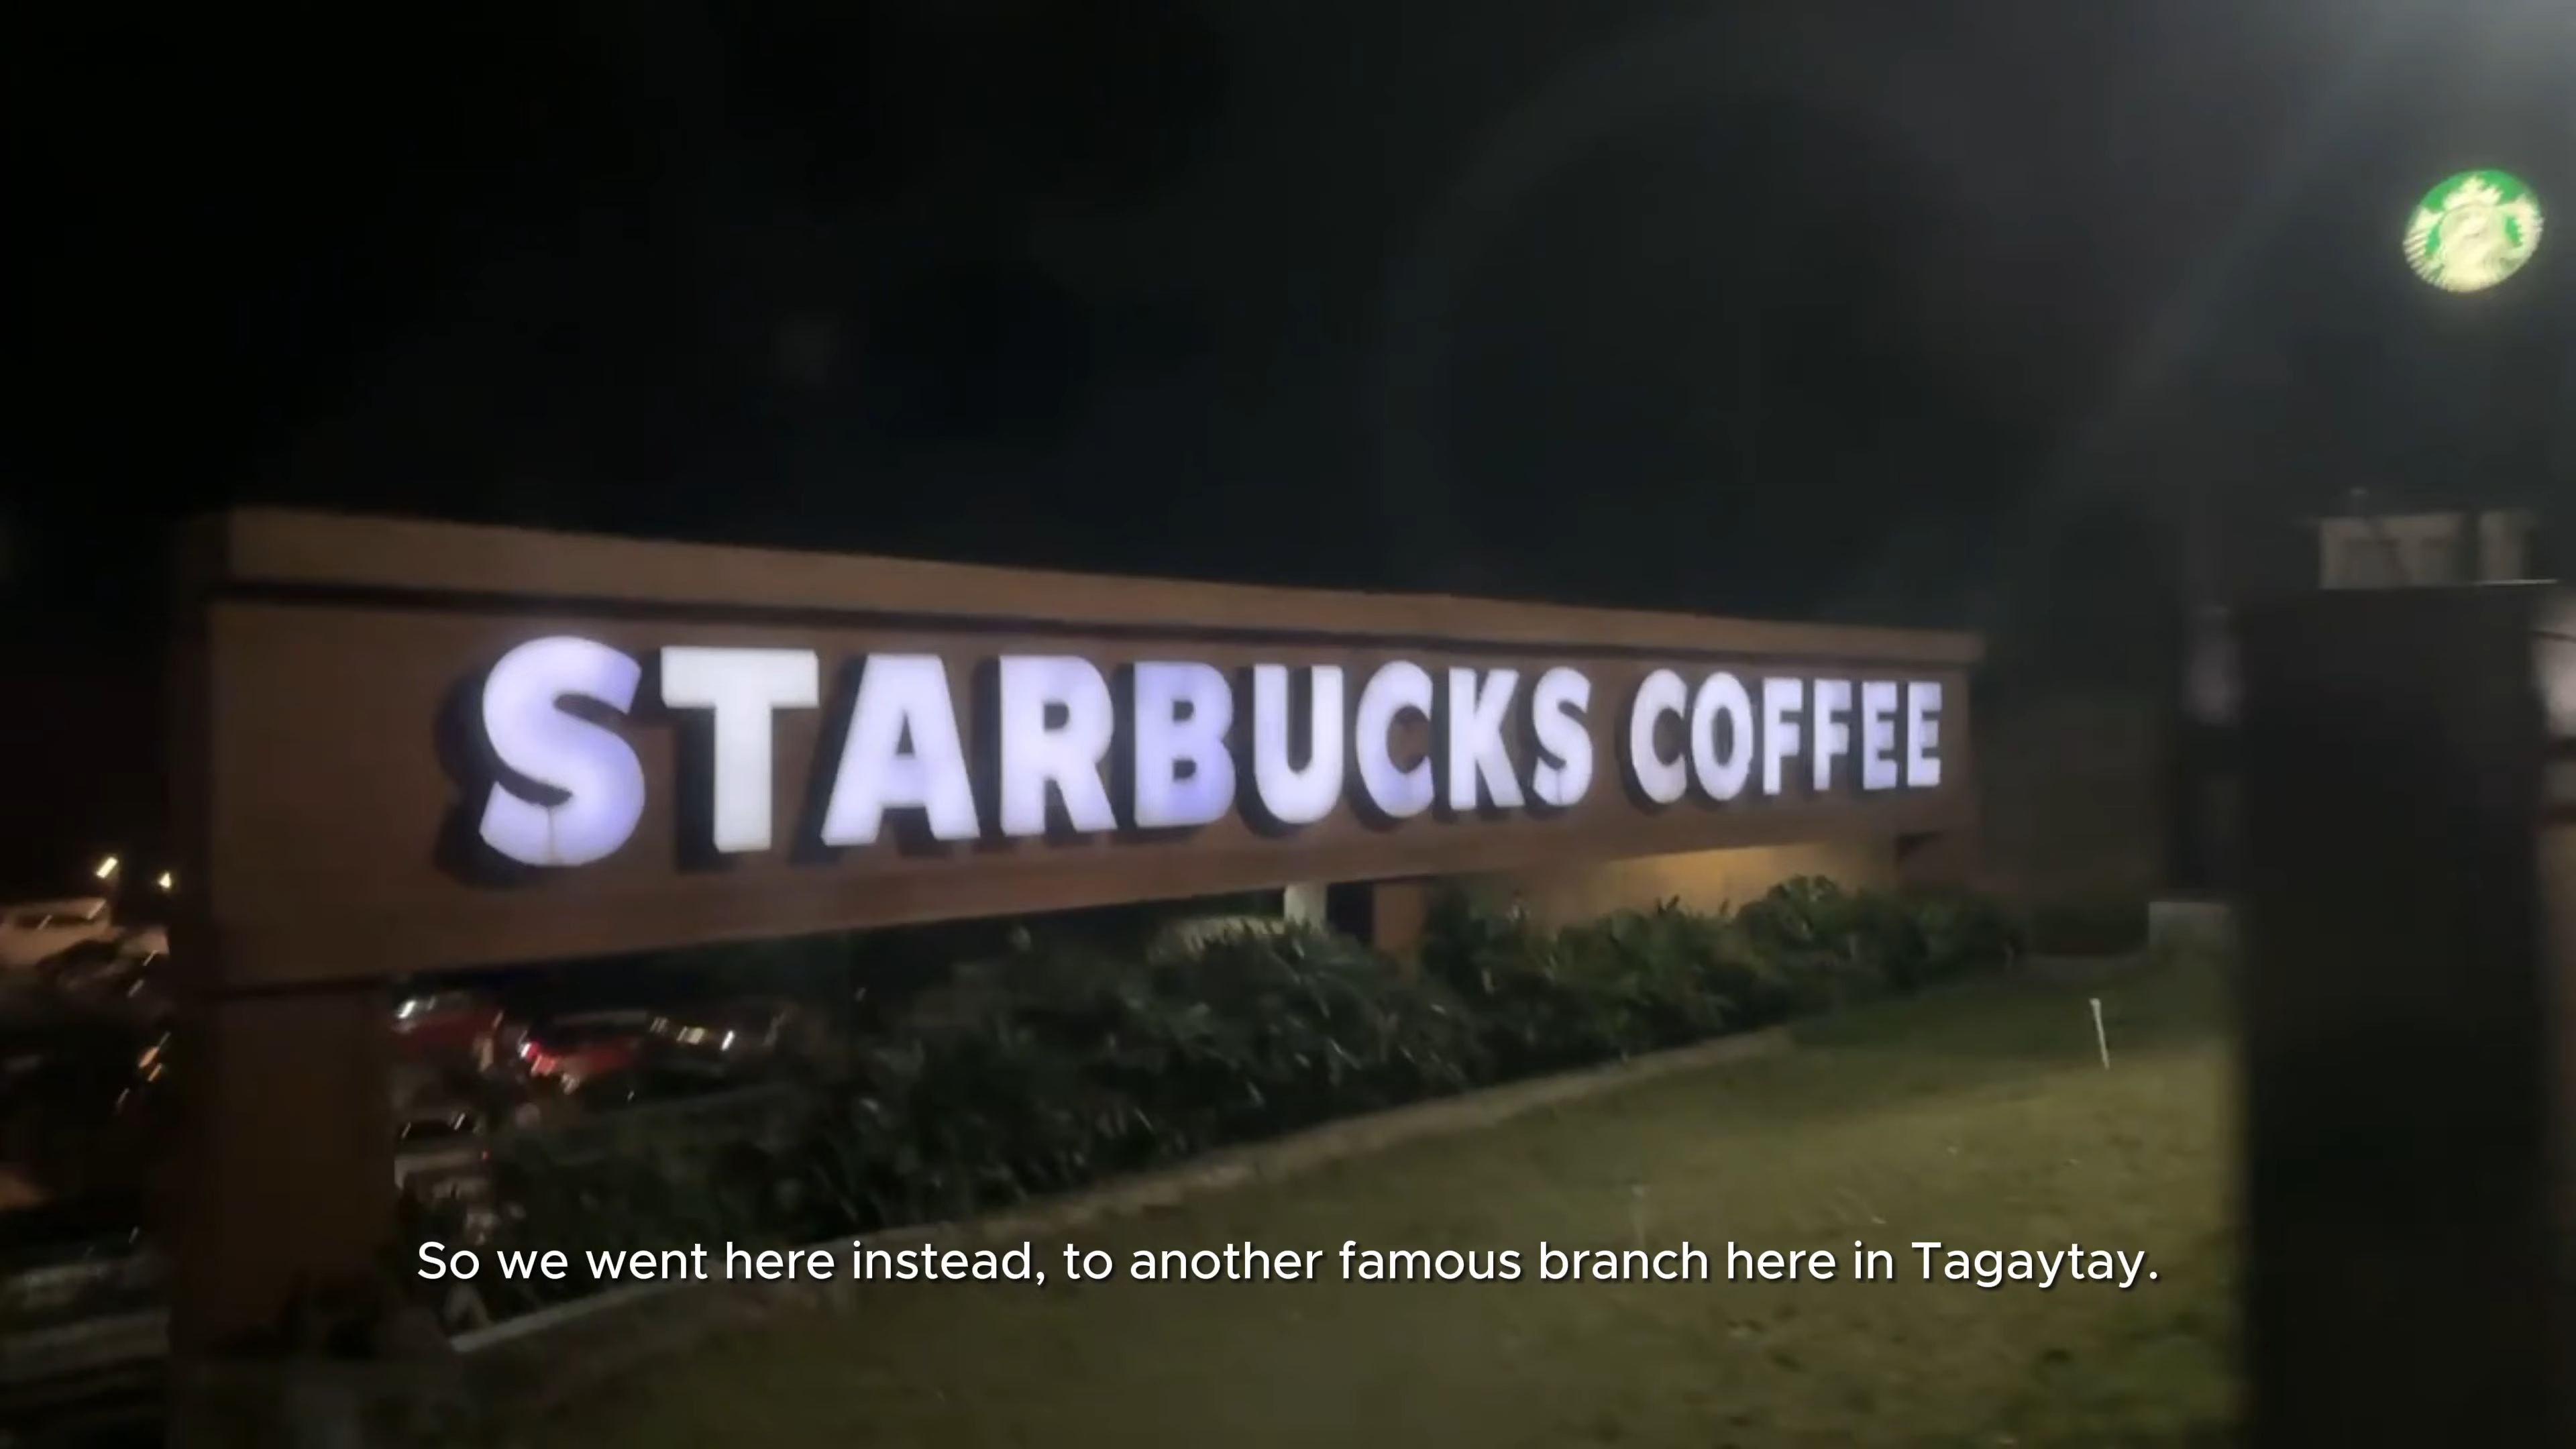 STARBUCKS COFFEE
So we went here instead, to another famous branch here in Tagaytay.